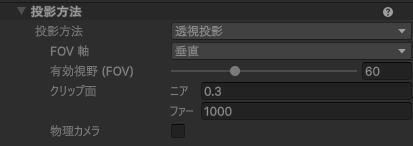 投影方法
投影方法 透視投影
FOV 軸 垂直
有効視野 (FOV) 60
クリップ面 ニア 0.3
ファー 1000
物理カメラ